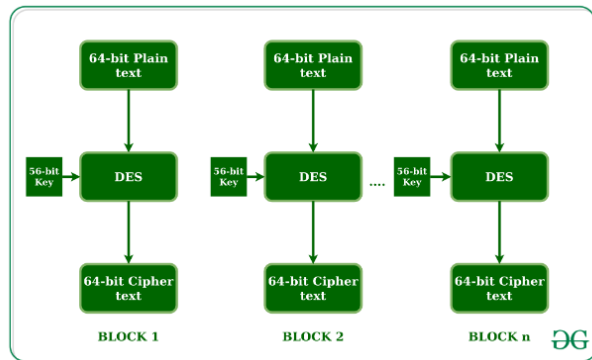 64-bit Plain
text
64-bit Plain
text
64-bit Plain
text
56-bit
Key
DES
56-bit
Key
DES
....
56-bit
Key
DES
64-bit Cipher
text
64-bit Cipher
text
64-bit Cipher
text
BLOCK 1
BLOCK 2
BLOCK n